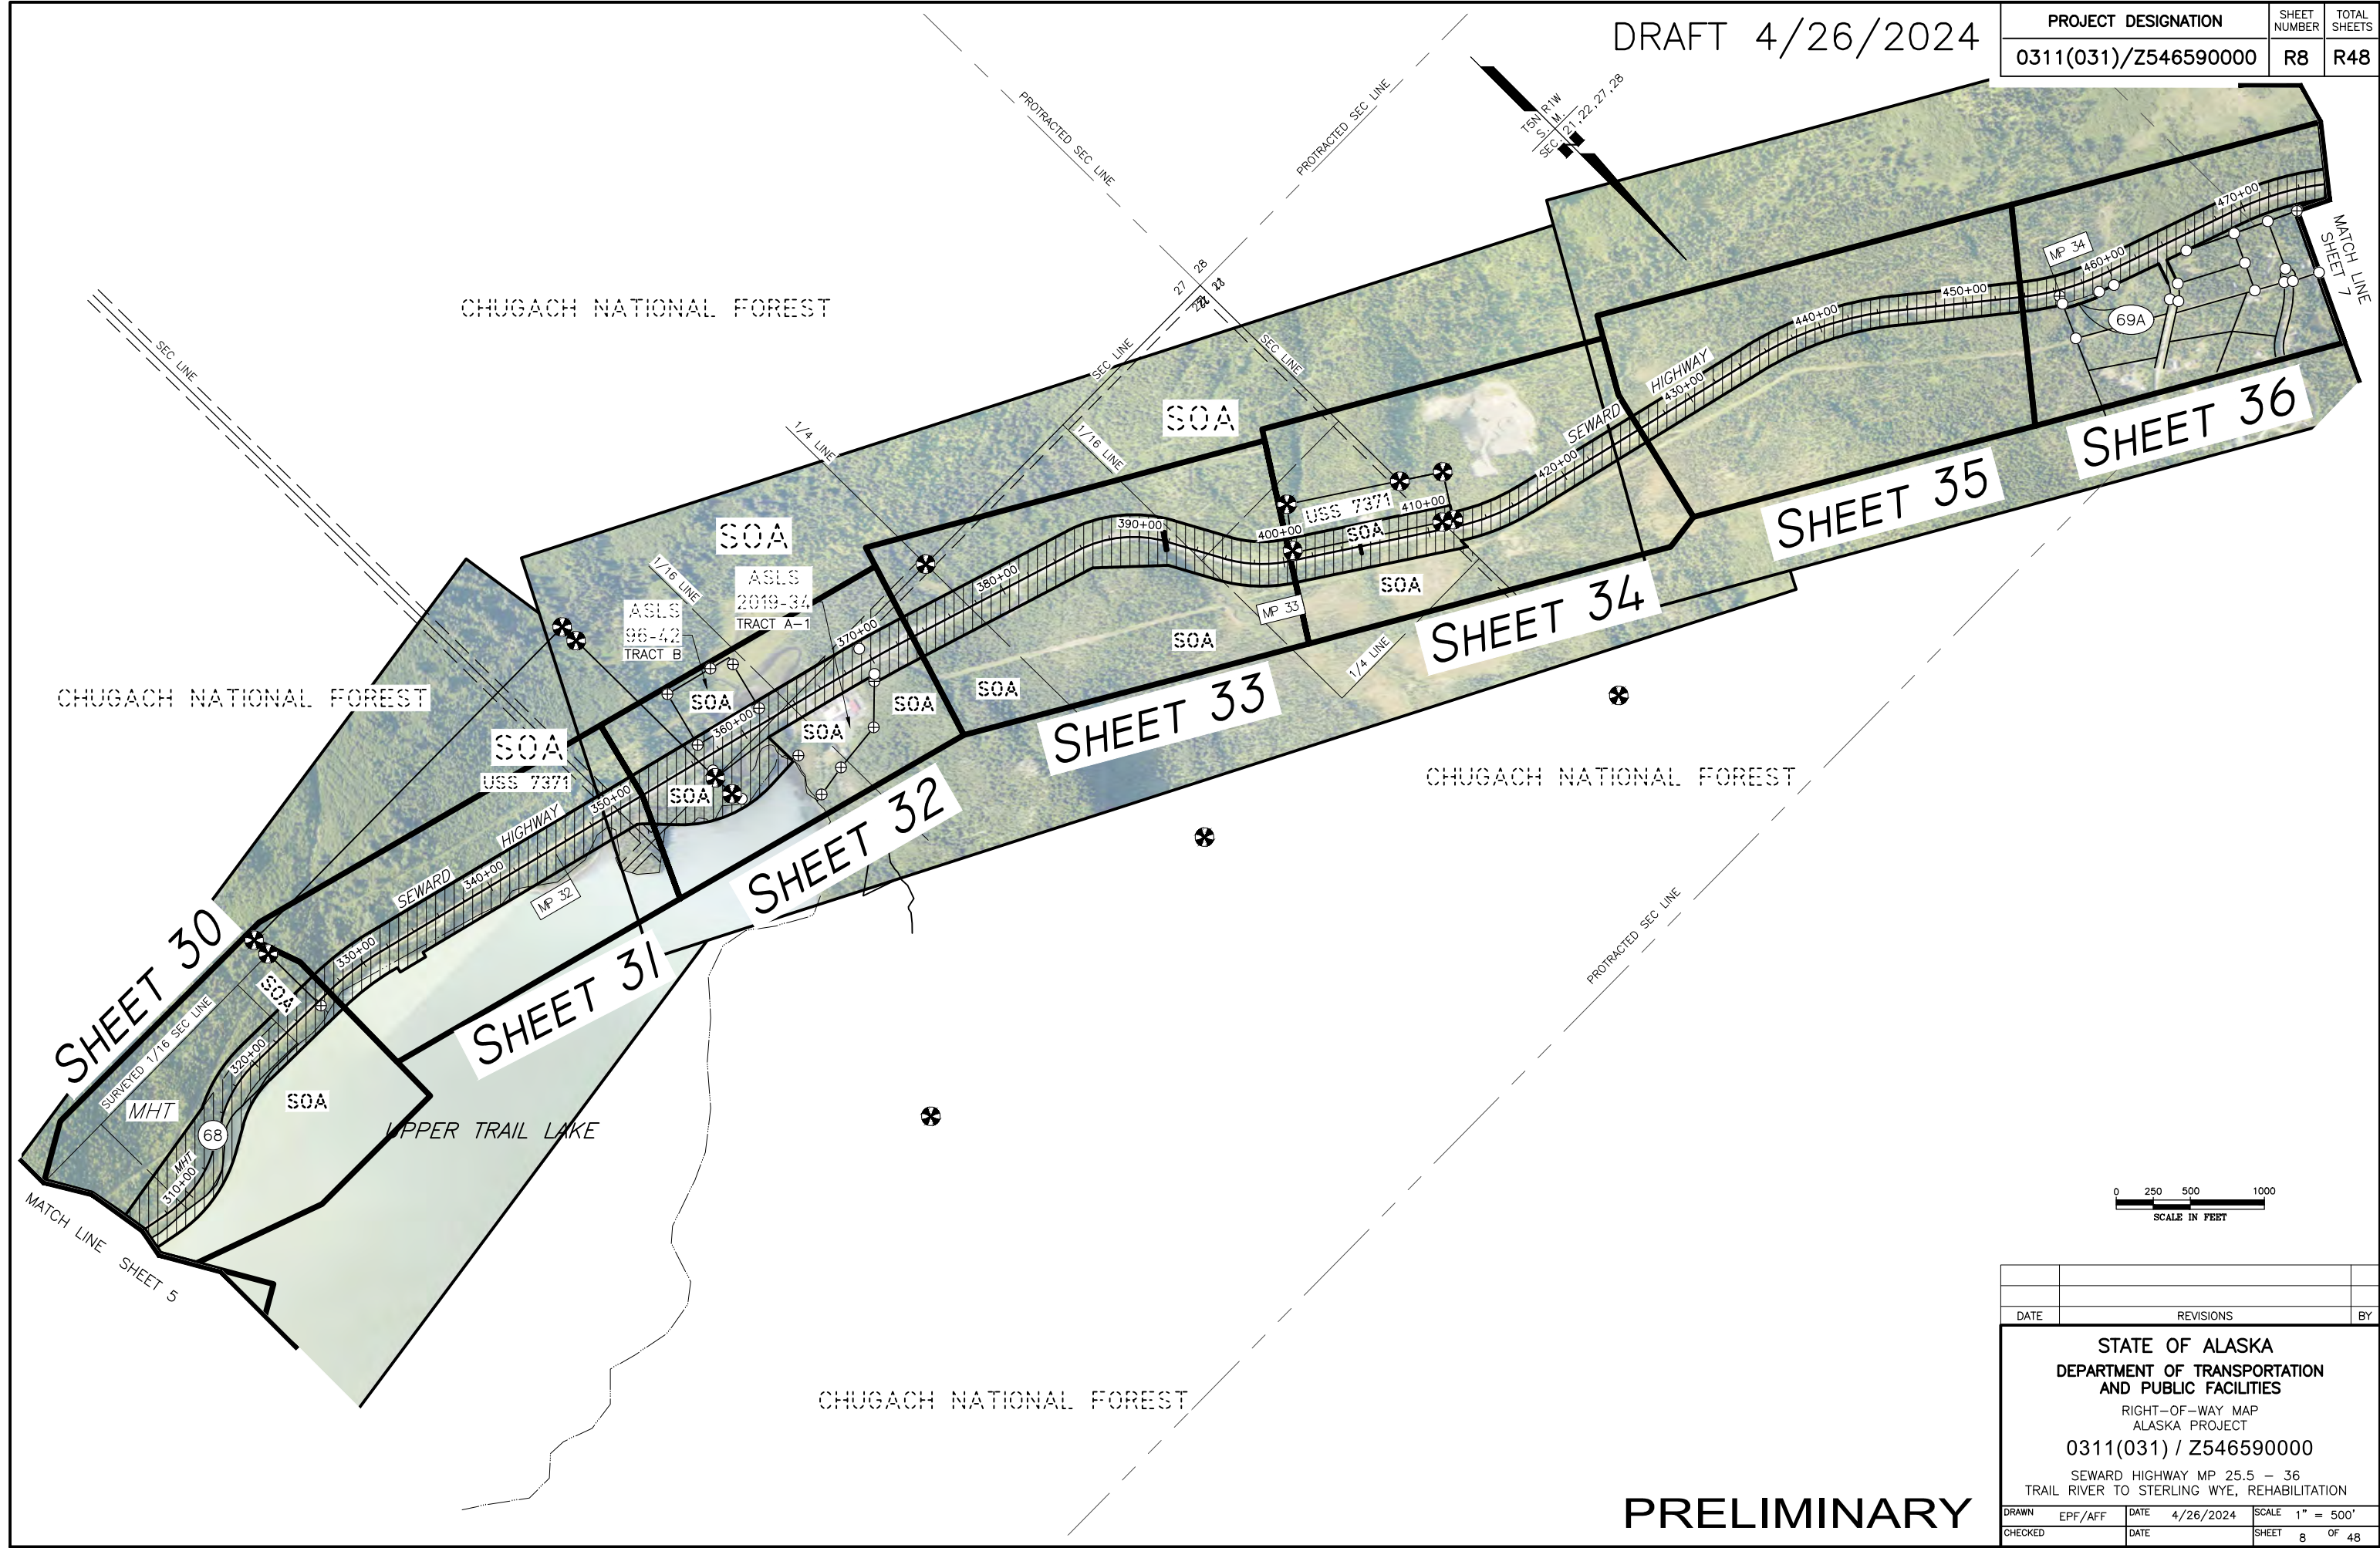 DRAFT 4/26/2024
PROJECT DESIGNATION
SHEET NUMBER
TOTAL SHEETS
0311(031)/Z546590000
R8
R48
PROTRACTED SEC LINE
PROTRACTED SEC LINE
T5N R1W
S. M.
SEC. 21,22,27,28
28
27
SEC LINE
SEC LINE
SEC LINE
CHUGACH NATIONAL FOREST
1/4 LINE
1/16 LINE
SOA
SEWARD HIGHWAY
470+00
460+00
450+00
440+00
430+00
420+00
410+00
400+00
390+00
380+00
370+00
360+00
350+00
340+00
330+00
320+00
310+00
MP 34
69A
MATCH LINE
SHEET 7
SHEET 36
SHEET 35
SHEET 34
SHEET 33
SHEET 32
SHEET 31
SHEET 30
USS 7371
SOA
SOA
MP 33
1/4 LINE
SOA
SOA
SOA
SOA
1/16 LINE
ASLS
2019-34
TRACT A-1
ASLS
96-42
TRACT B
SOA
SOA
SOA
SOA
CHUGACH NATIONAL FOREST
SOA
USS 7371
SEWARD HIGHWAY
MP 32
CHUGACH NATIONAL FOREST
PROTRACTED SEC LINE
SOA
SURVEYED 1/16 SEC LINE
MHT
SOA
68
MHT
UPPER TRAIL LAKE
MATCH LINE SHEET 5
CHUGACH NATIONAL FOREST
0 250 500 1000
SCALE IN FEET
DATE REVISIONS BY
STATE OF ALASKA
DEPARTMENT OF TRANSPORTATION
AND PUBLIC FACILITIES
RIGHT-OF-WAY MAP
ALASKA PROJECT
0311(031) / Z546590000
SEWARD HIGHWAY MP 25.5 - 36
TRAIL RIVER TO STERLING WYE, REHABILITATION
DRAWN EPF/AFF DATE 4/26/2024 SCALE 1" = 500'
CHECKED DATE SHEET 8 OF 48
PRELIMINARY